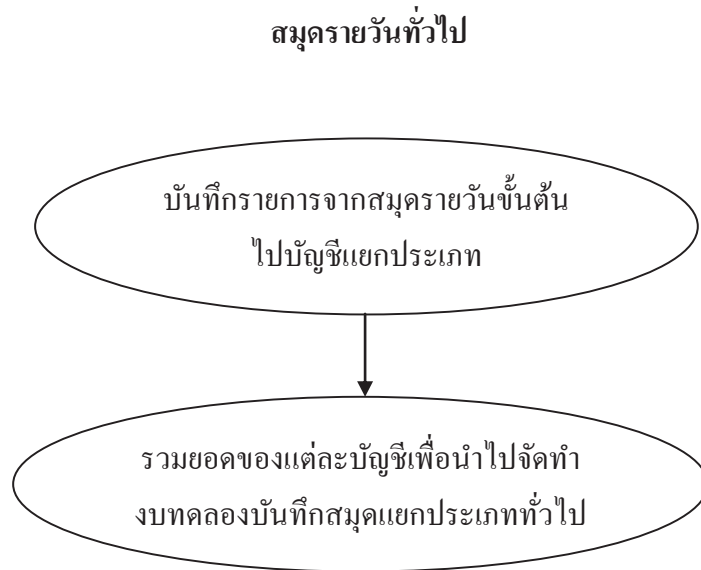 สมุดรายวันทั่วไป
บันทึกรายการจากสมุดรายวันขั้นต้น
ไปบัญชีแยกประเภท
รวมยอดของแต่ละบัญชีเพื่อนำไปจัดทำ
งบทดลองบันทึกสมุดแยกประเภททั่วไป